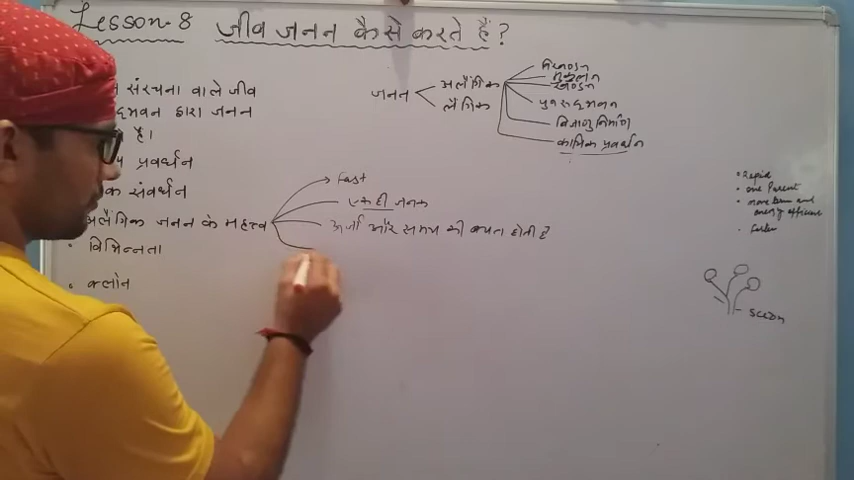 Lesson-8 जीव जनन कैसे करते हैं?
संरचना वाले जीव
द्वारा जनन
है।
प्रवर्धन
संवर्धन
अलैंगिक जनन के महत्त्व
Fast
एक ही जनक
ऊर्जा और समय की बचत होती है
• विभिन्नता
• क्लोन
जनन
अलैंगिक
लैंगिक
विखण्डन
मुकुलन
खण्डन
पुनरुद्भवन
बीजाणु निर्माण
कायिक प्रवर्धन
• Rapid
• one Parent
• more time and
energy efficient
• Faster
scion